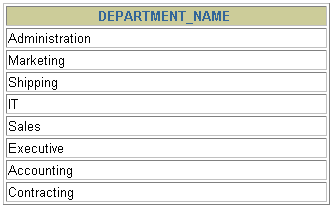 DEPARTMENT_NAME
Administration
Marketing
Shipping
IT
Sales
Executive
Accounting
Contracting